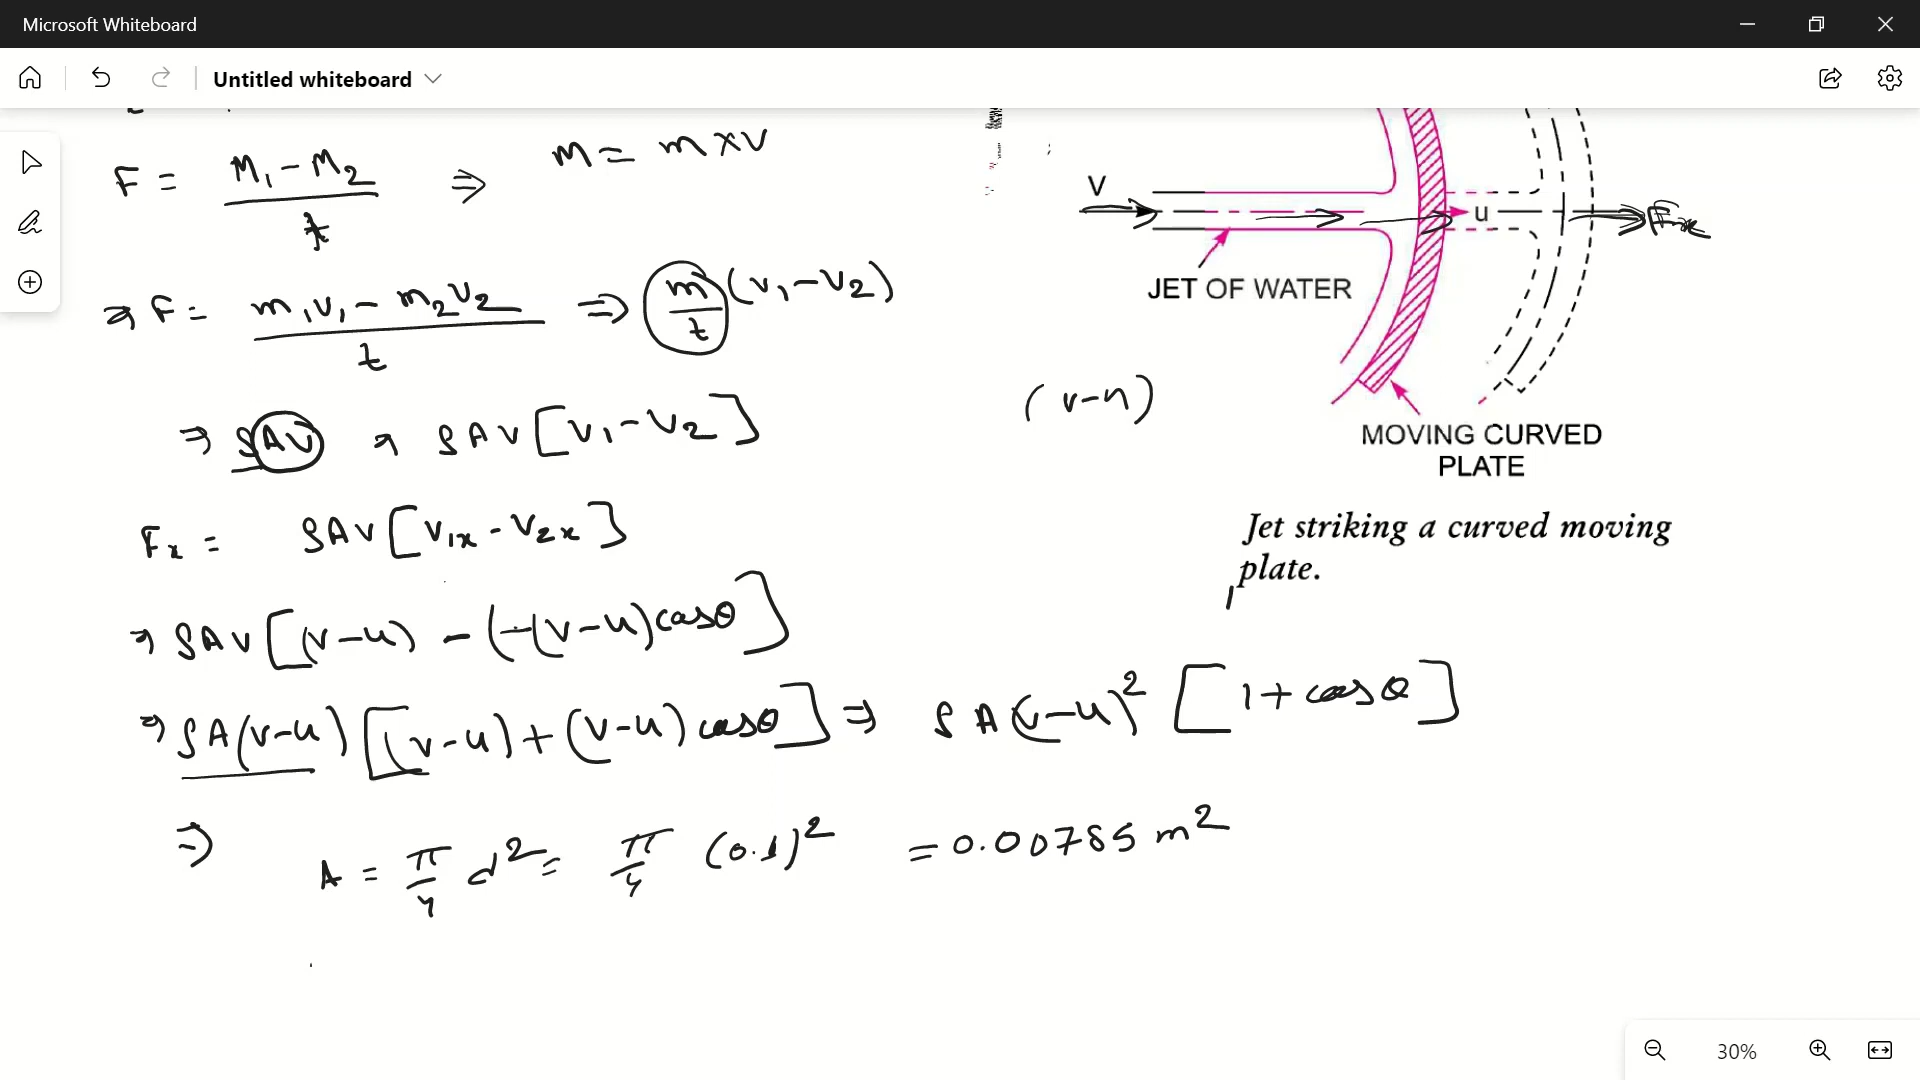 Microsoft Whiteboard
Untitled whiteboard
F = M₁ - M₂ / t ⇒ M = m x v
⇒ F = m₁v₁ - m₂v₂ / t ⇒ m/t (v₁ - v₂)
⇒ ρAV ⇒ ρAV [v₁ - v₂]
Fx = ρAV [V1x - V2x]
⇒ ρAV [(v-u) - (-(v-u) cosθ]
⇒ ρA(v-u) [(v-u) + (v-u) cosθ] ⇒ ρA(v-u)² [1 + cosθ]
⇒ A = π/4 d² = π/4 (0.1)² = 0.00785 m²
V
u
Fx
JET OF WATER
(v-u)
MOVING CURVED
PLATE
Jet striking a curved moving
plate.
30%